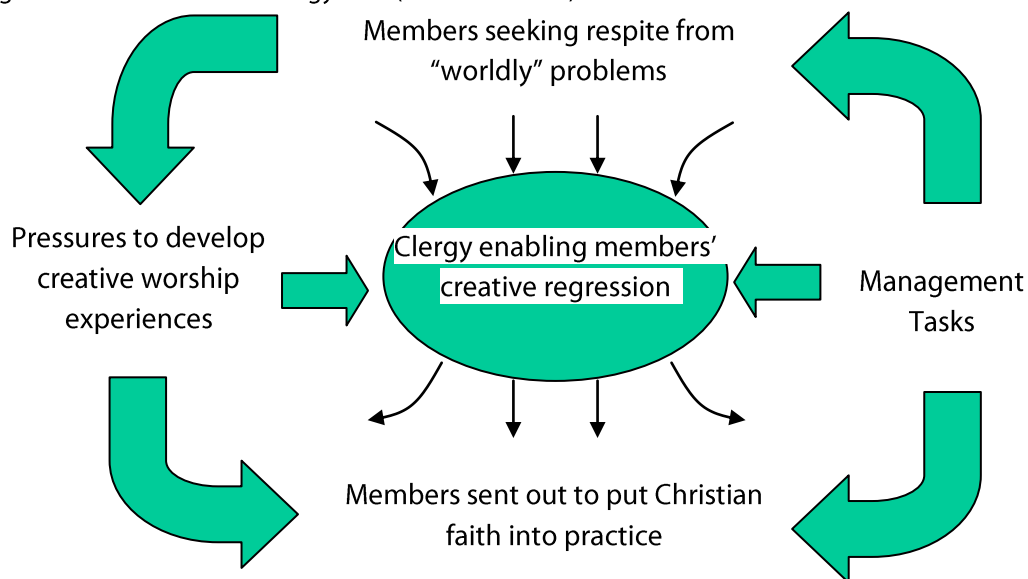 Members seeking respite from
“worldly” problems
Pressures to develop
creative worship
experiences
Clergy enabling members’
creative regression
Management
Tasks
Members sent out to put Christian
faith into practice